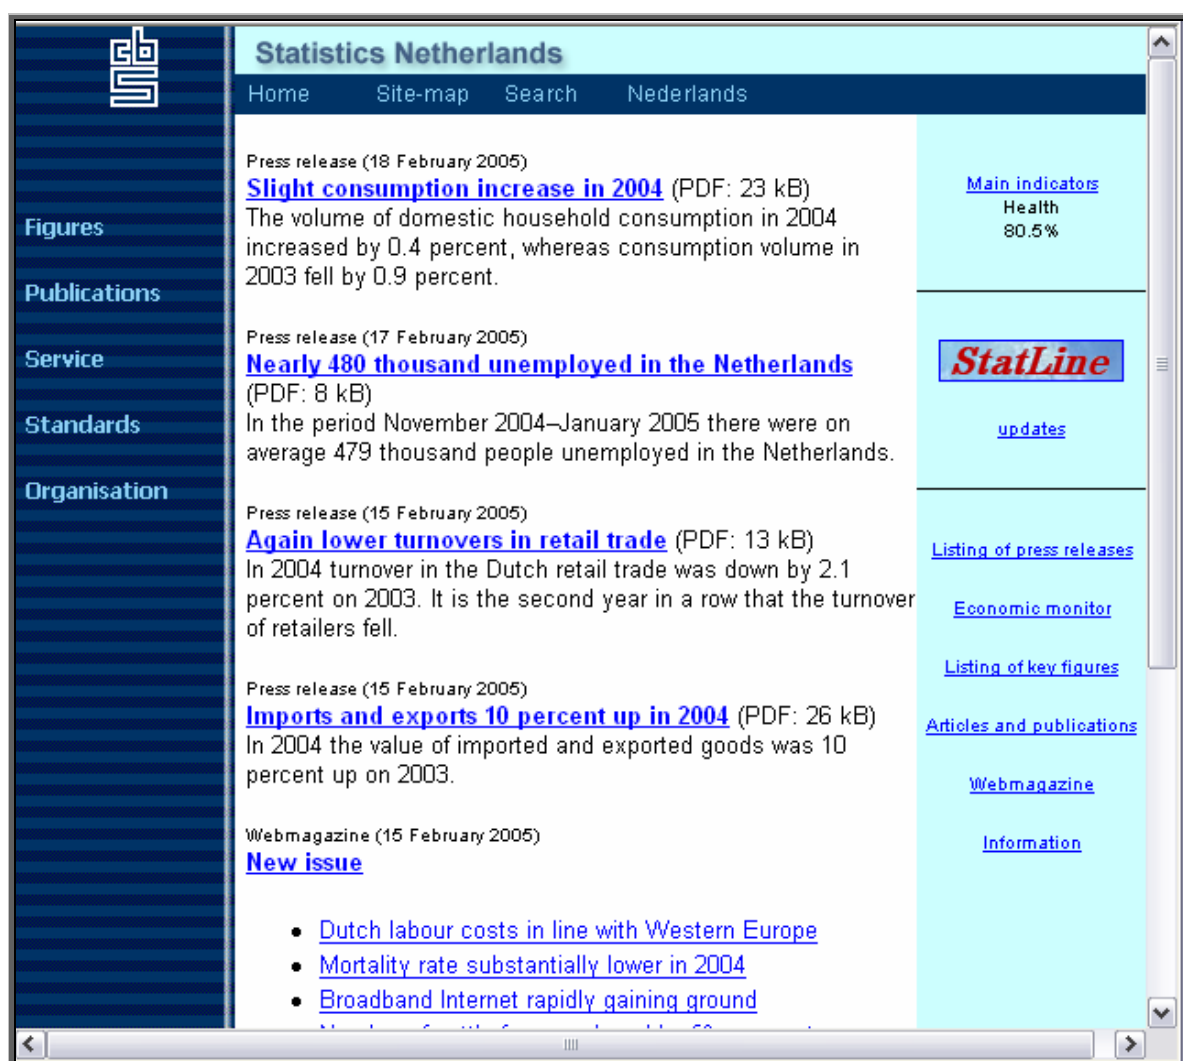 cbs
Statistics Netherlands
Home Site-map Search Nederlands
Figures
Publications
Service
Standards
Organisation
Press release (18 February 2005)
Slight consumption increase in 2004 (PDF: 23 kB)
The volume of domestic household consumption in 2004
increased by 0.4 percent, whereas consumption volume in
2003 fell by 0.9 percent.
Press release (17 February 2005)
Nearly 480 thousand unemployed in the Netherlands
(PDF: 8 kB)
In the period November 2004–January 2005 there were on
average 479 thousand people unemployed in the Netherlands.
Press release (15 February 2005)
Again lower turnovers in retail trade (PDF: 13 kB)
In 2004 turnover in the Dutch retail trade was down by 2.1
percent on 2003. It is the second year in a row that the turnover
of retailers fell.
Press release (15 February 2005)
Imports and exports 10 percent up in 2004 (PDF: 26 kB)
In 2004 the value of imported and exported goods was 10
percent up on 2003.
Webmagazine (15 February 2005)
New issue
• Dutch labour costs in line with Western Europe
• Mortality rate substantially lower in 2004
• Broadband Internet rapidly gaining ground
Main indicators
Health
80.5%
StatLine
updates
Listing of press releases
Economic monitor
Listing of key figures
Articles and publications
Webmagazine
Information